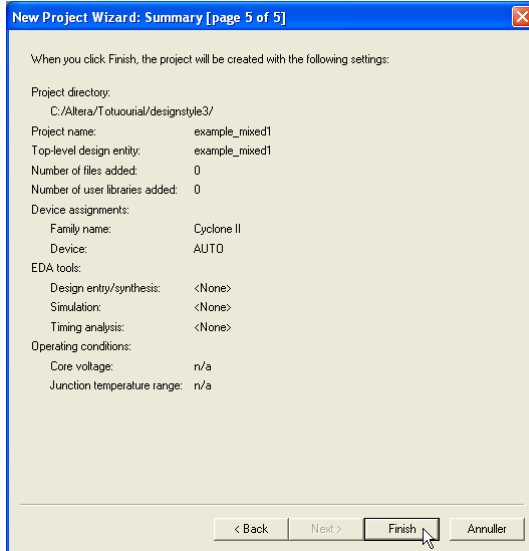 New Project Wizard: Summary [page 5 of 5]
When you click Finish, the project will be created with the following settings:
Project directory:
C:/Altera/Totuourial/designstyle3/
Project name: example_mixed1
Top-level design entity: example_mixed1
Number of files added: 0
Number of user libraries added: 0
Device assignments:
Family name: Cyclone II
Device: AUTO
EDA tools:
Design entry/synthesis: <None>
Simulation: <None>
Timing analysis: <None>
Operating conditions:
Core voltage: n/a
Junction temperature range: n/a
< Back Next > Finish Annuller